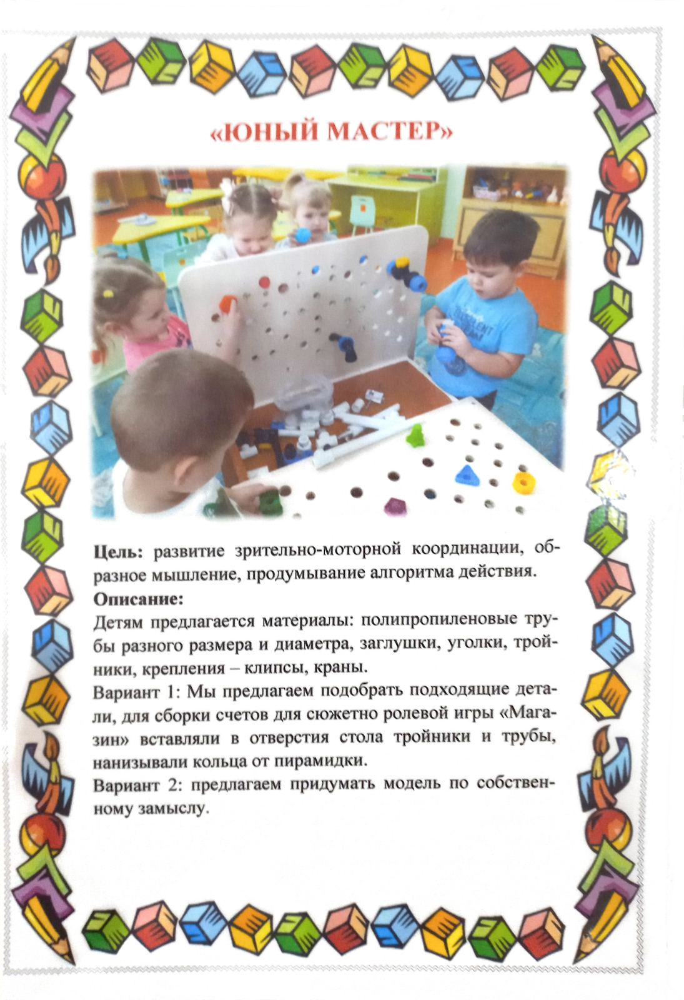 «ЮНЫЙ МАСТЕР»
Цель: развитие зрительно-моторной координации, об-
разное мышление, продумывание алгоритма действия.
Описание:
Детям предлагается материалы: полипропиленовые тру-
бы разного размера и диаметра, заглушки, уголки, трой-
ники, крепления – клипсы, краны.
Вариант 1: Мы предлагаем подобрать подходящие дета-
ли, для сборки счетов для сюжетно ролевой игры «Мага-
зин» вставляли в отверстия стола тройники и трубы,
нанизывали кольца от пирамидки.
Вариант 2: предлагаем придумать модель по собствен-
ному замыслу.